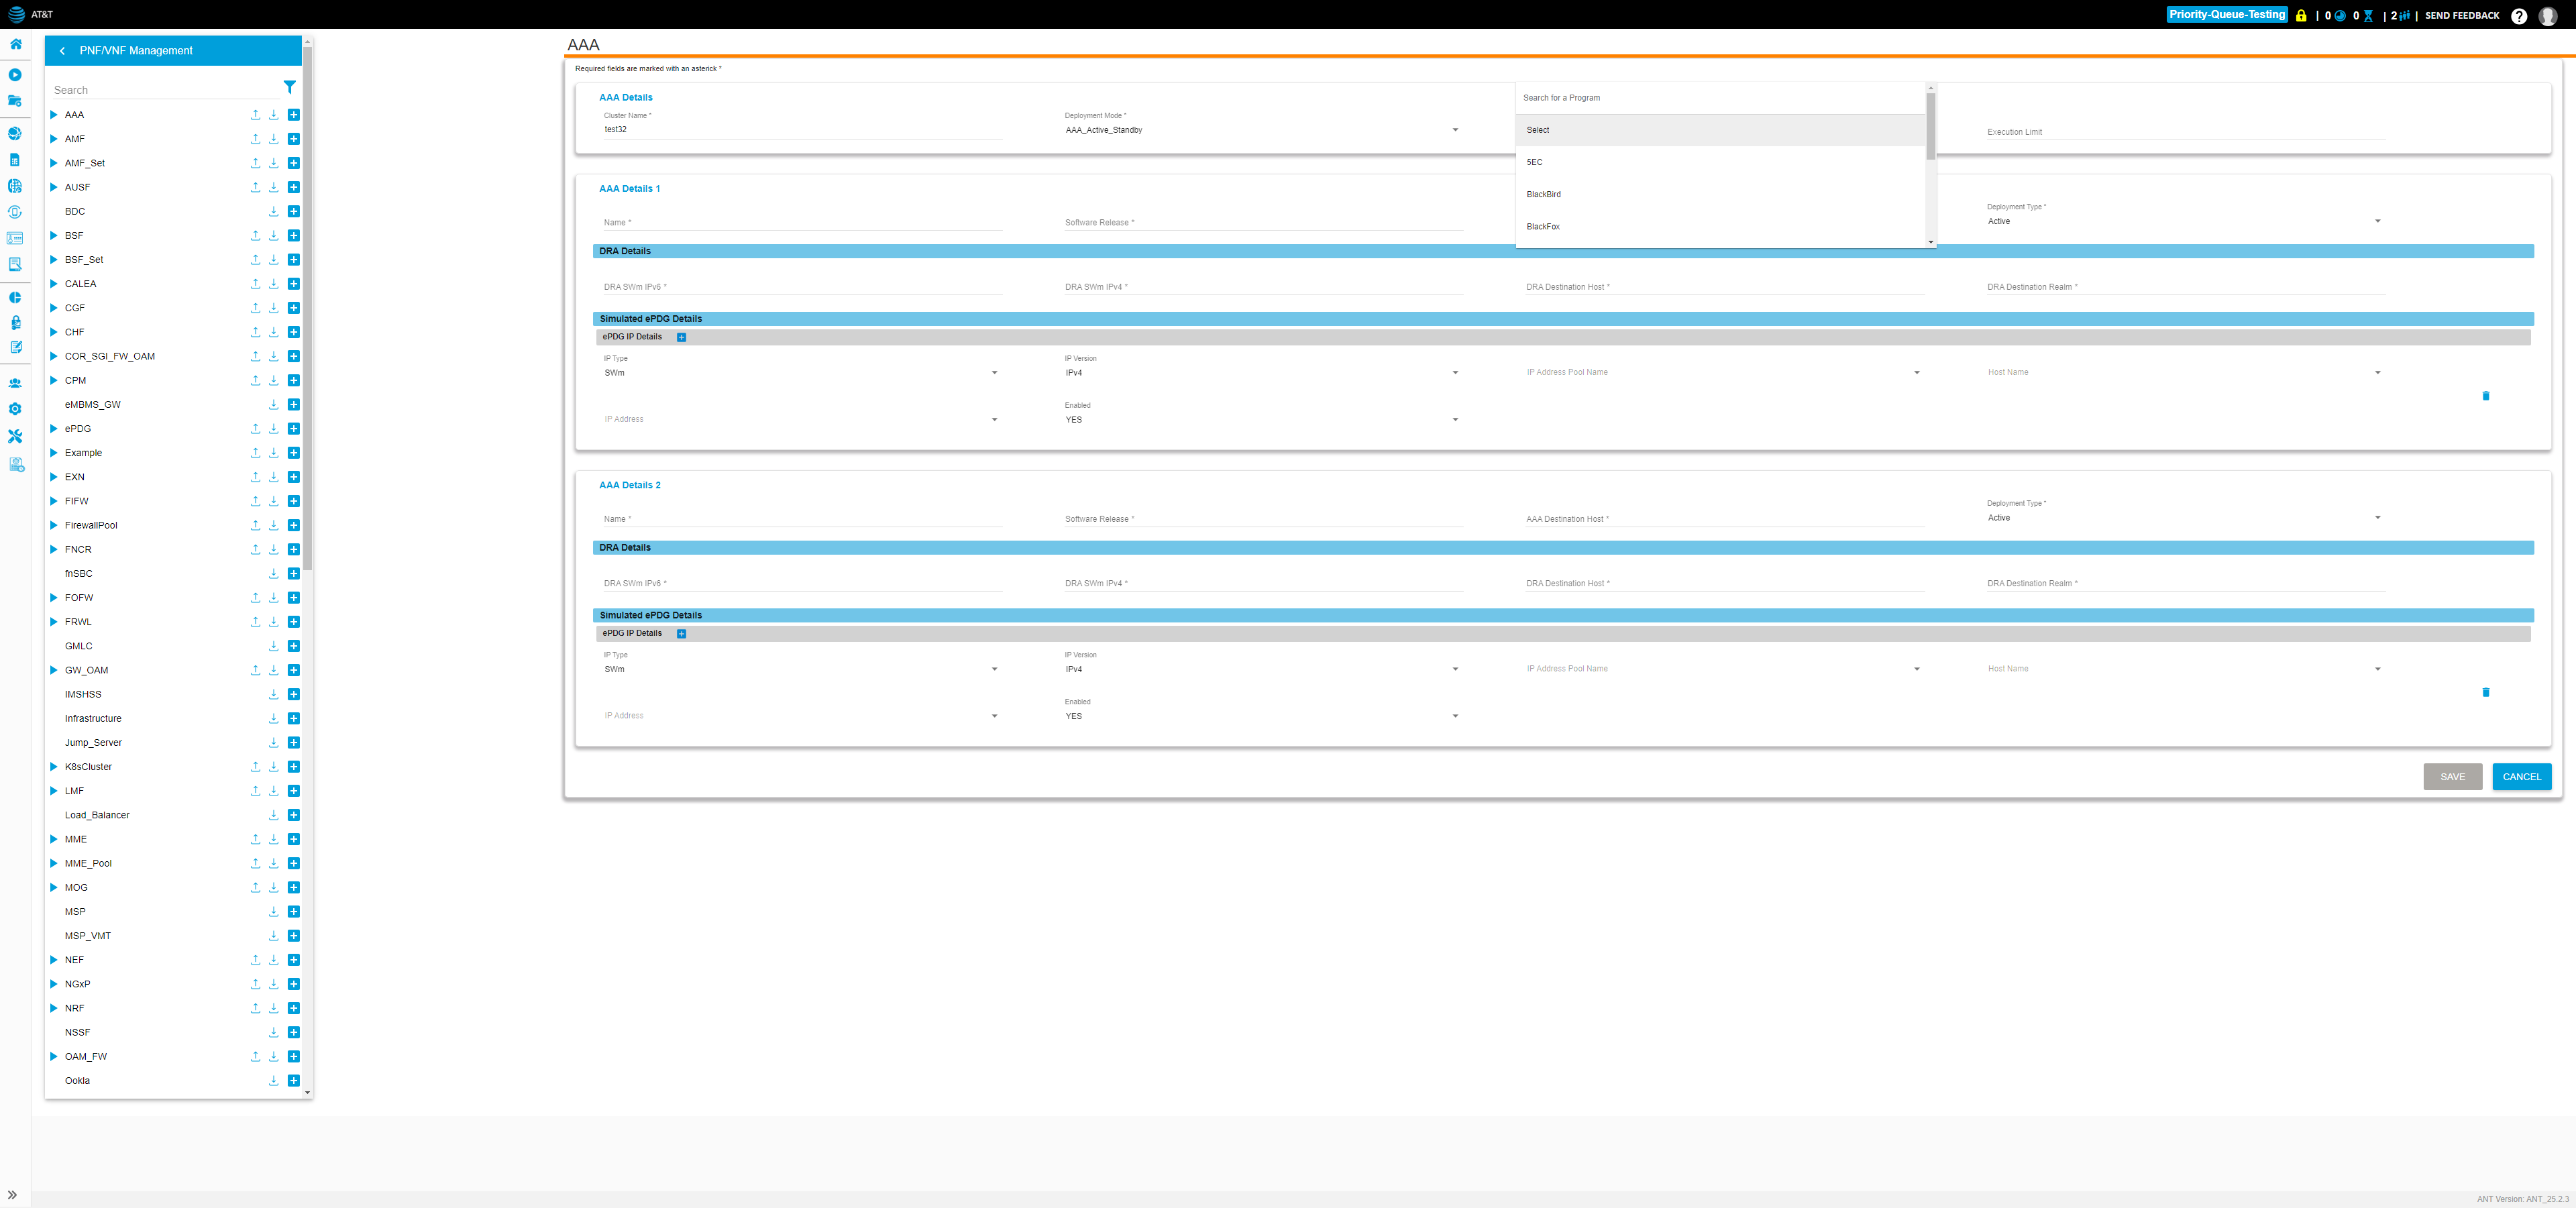 AT&T
Priority-Queue-Testing | 0 0 | 2 | SEND FEEDBACK ?
PNF/VNF Management
Search
AAA
AMF
AMF_Set
AUSF
BDC
BSF
BSF_Set
CALEA
CGF
CHF
COR_SGI_FW_OAM
CPM
eMBMS_GW
ePDG
Example
EXN
FIFW
FirewallPool
FNCR
fnSBC
FOFW
FRWL
GMLC
GW_OAM
IMSHSS
Infrastructure
Jump_Server
K8sCluster
LMF
Load_Balancer
MME
MME_Pool
MOG
MSP
MSP_VMT
NEF
NGxP
NRF
NSSF
OAM_FW
Ookla
AAA
Required fields are marked with an asterick *
AAA Details
Cluster Name *
test32
Deployment Mode *
AAA_Active_Standby
Search for a Program
Select
5EC
BlackBird
BlackFox
Execution Limit
AAA Details 1
Name *
Software Release *
Deployment Type *
Active
DRA Details
DRA SWm IPv6 *
DRA SWm IPv4 *
DRA Destination Host *
DRA Destination Realm *
Simulated ePDG Details
ePDG IP Details
IP Type
SWm
IP Version
IPv4
IP Address Pool Name
Host Name
IP Address
Enabled
YES
AAA Details 2
Name *
Software Release *
AAA Destination Host *
Deployment Type *
Active
DRA Details
DRA SWm IPv6 *
DRA SWm IPv4 *
DRA Destination Host *
DRA Destination Realm *
Simulated ePDG Details
ePDG IP Details
IP Type
SWm
IP Version
IPv4
IP Address Pool Name
Host Name
IP Address
Enabled
YES
SAVE
CANCEL
ANT Version: ANT_25.2.3